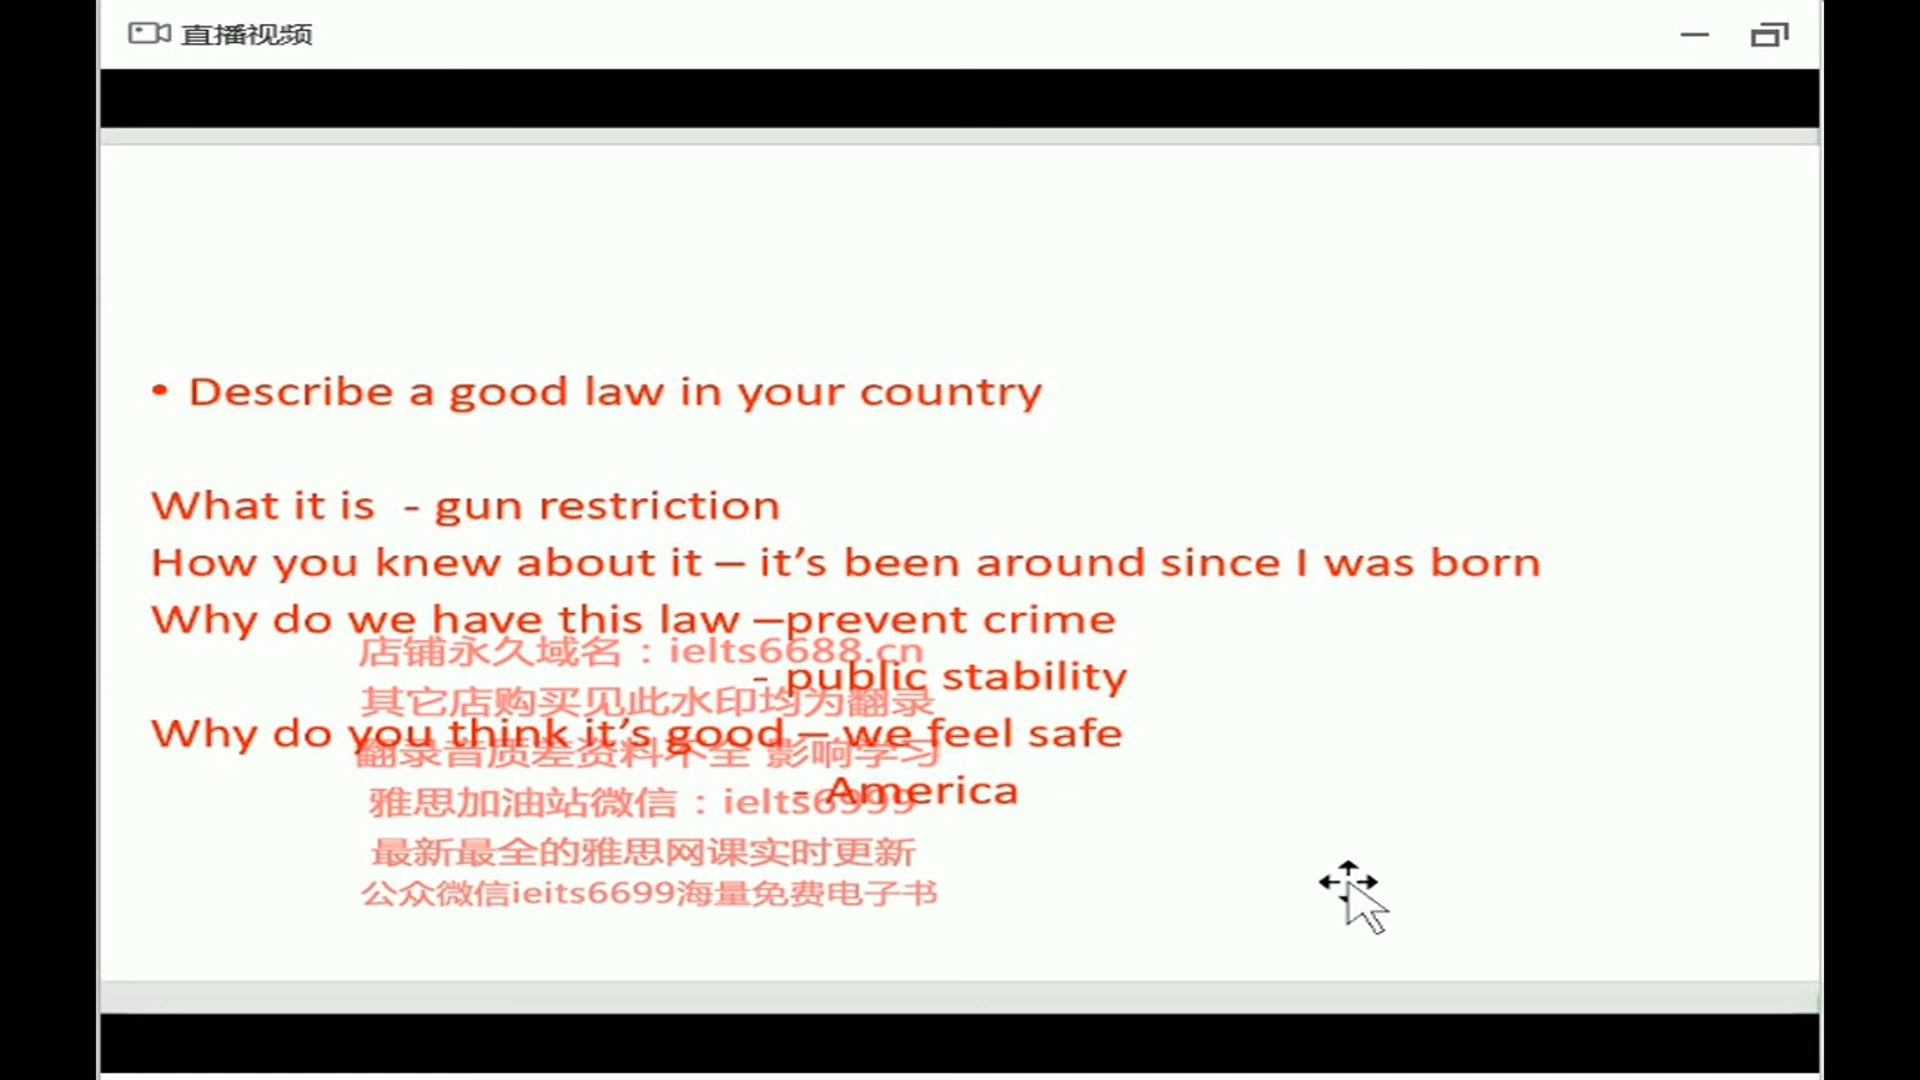 直播视频
• Describe a good law in your country
What it is - gun restriction
How you knew about it – it’s been around since I was born
Why do we have this law –prevent crime
店铺永久域名：ielts6688.cn
- public stability
其它店购买见此水印均为翻录
Why do you think it’s good – we feel safe
翻录音质差资料不全 影响学习
- America
雅思加油站微信：ielts6999
最新最全的雅思网课实时更新
公众微信ieits6699海量免费电子书